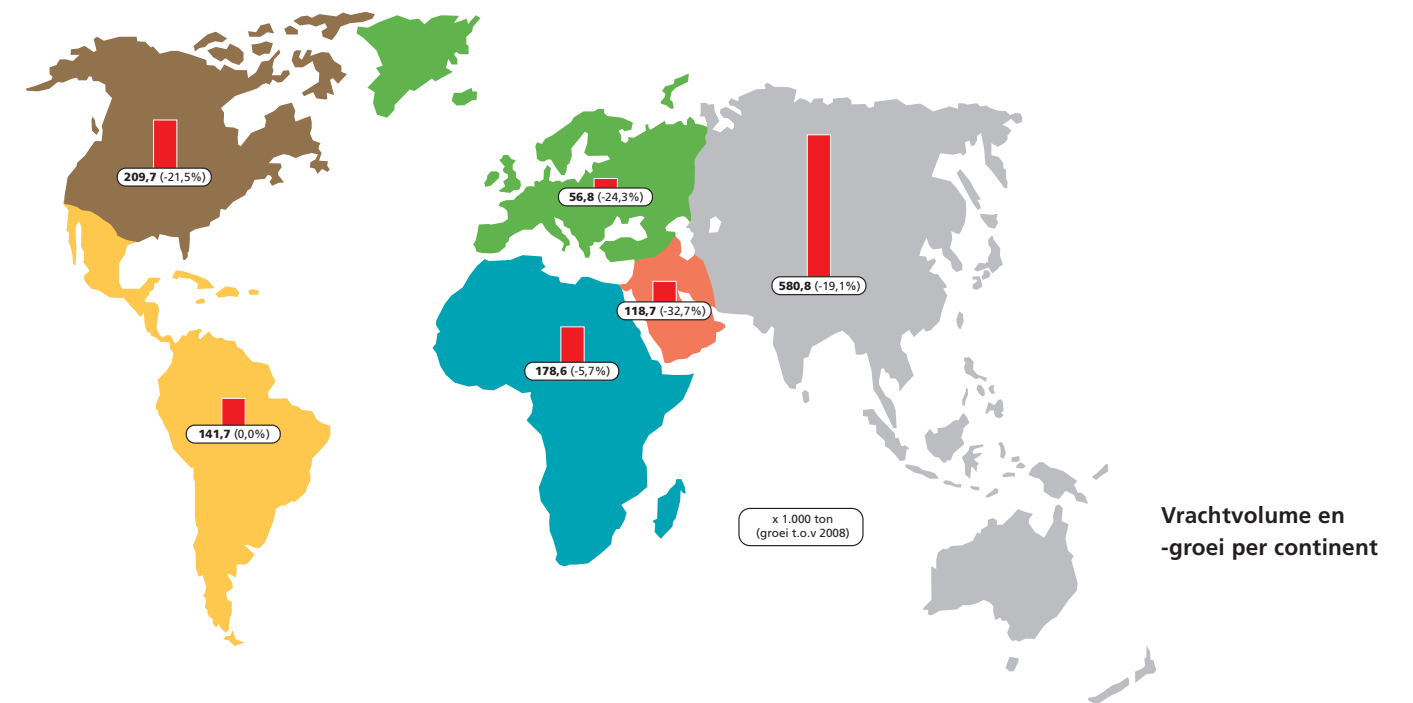 209,7 (-21,5%)
56,8 (-24,3%)
580,8 (-19,1%)
118,7 (-32,7%)
178,6 (-5,7%)
141,7 (0,0%)
x 1.000 ton
(groei t.o.v 2008)
Vrachtvolume en
-groei per continent